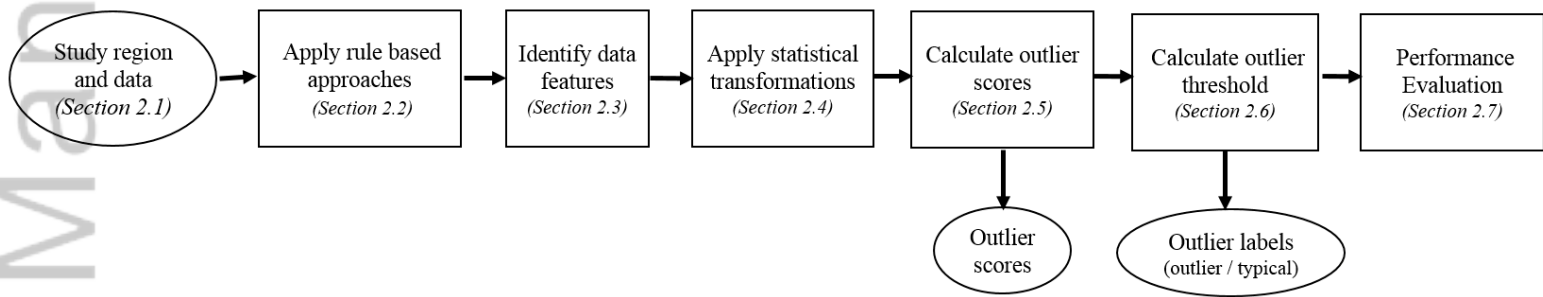 Man
Study region
and data
(Section 2.1)
Apply rule based
approaches
(Section 2.2)
Identify data
features
(Section 2.3)
Apply statistical
transformations
(Section 2.4)
Calculate outlier
scores
(Section 2.5)
Calculate outlier
threshold
(Section 2.6)
Performance
Evaluation
(Section 2.7)
Outlier
scores
Outlier labels
(outlier / typical)